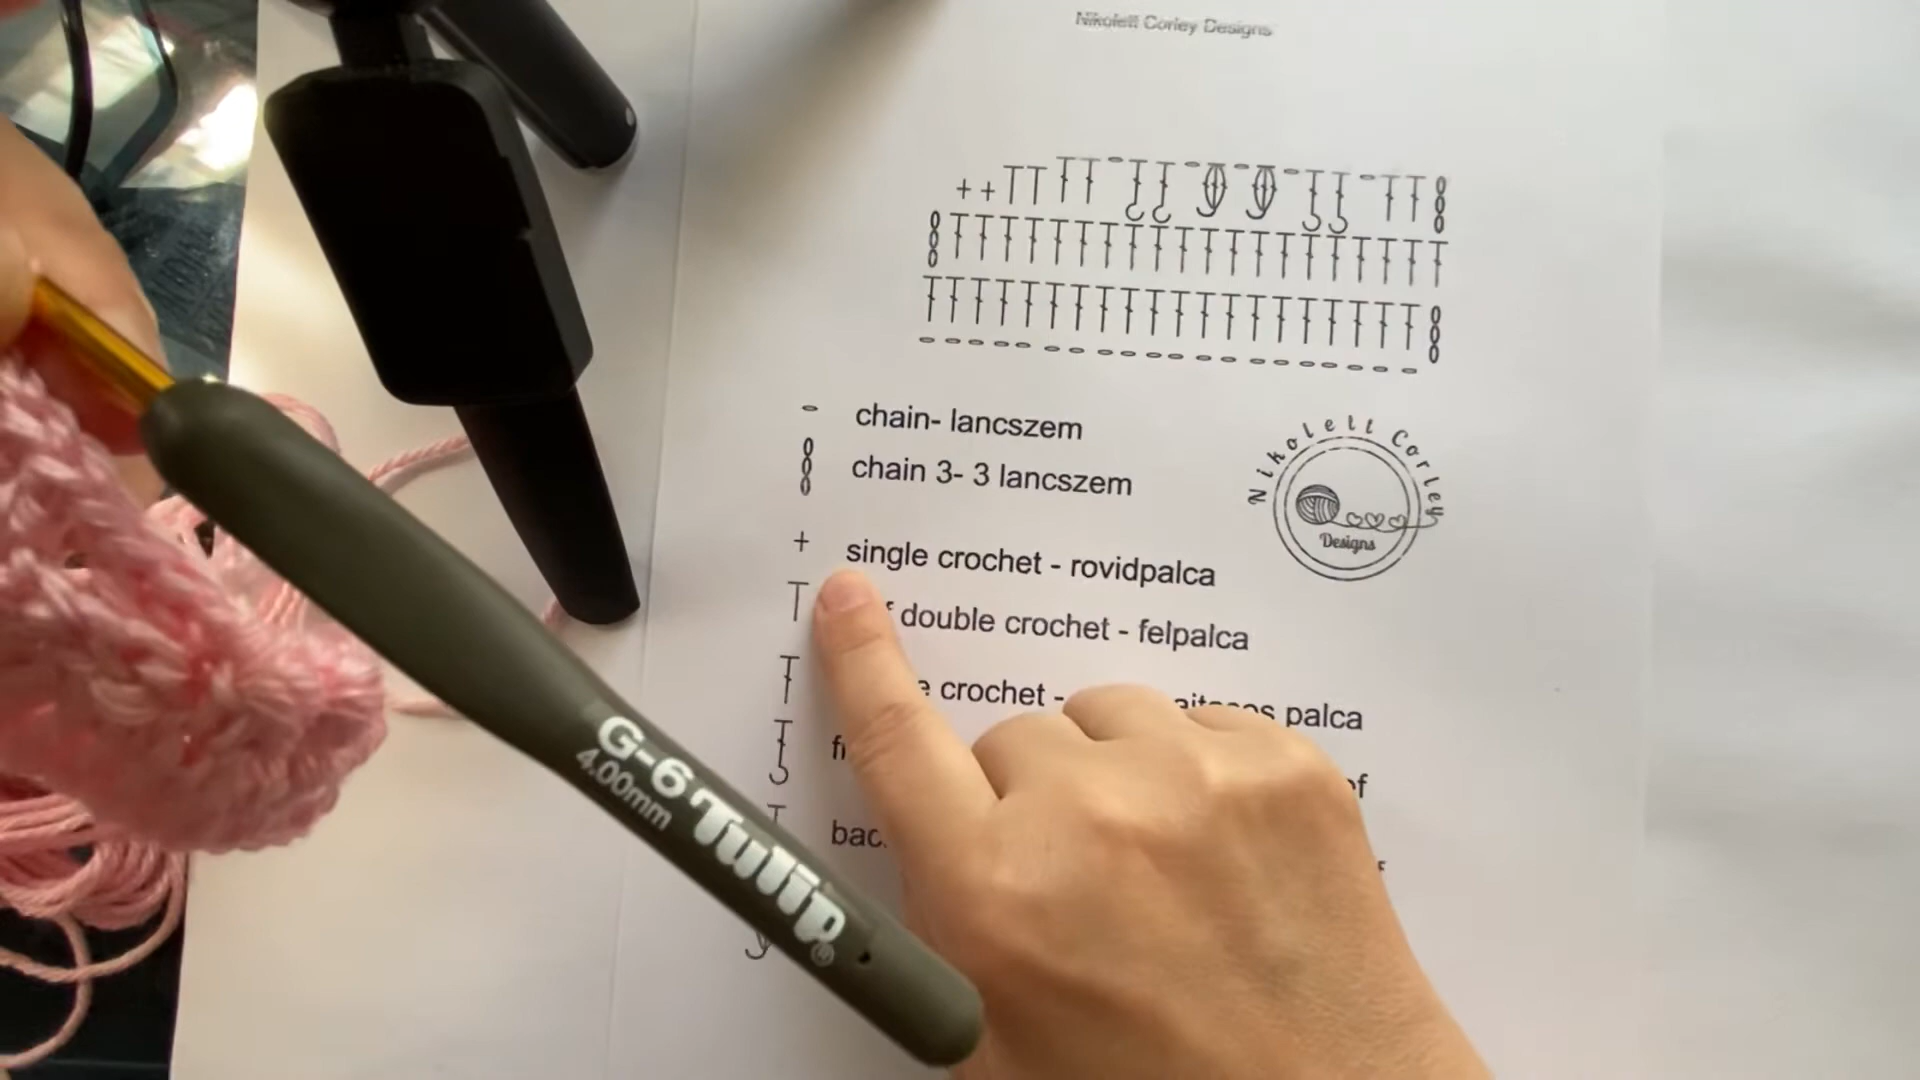 Nikolett Corley Designs
chain- lancszem
chain 3- 3 lancszem
Nikolett Corley
Designs
single crochet - rovidpalca
double crochet - felpalca
crochet - palca
G-6 Tulip®
4.00mm